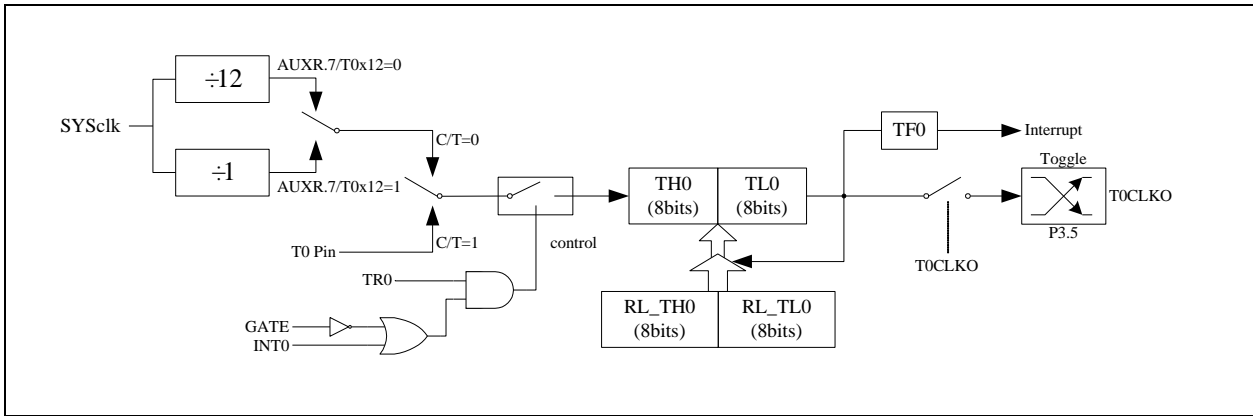 ÷12
AUXR.7/T0x12=0
SYSclk
÷1
AUXR.7/T0x12=1
C/T=0
C/T=1
T0 Pin
control
TR0
GATE
INT0
TH0
(8bits)
TL0
(8bits)
RL_TH0
(8bits)
RL_TL0
(8bits)
TF0
Interrupt
Toggle
T0CLKO
P3.5
T0CLKO